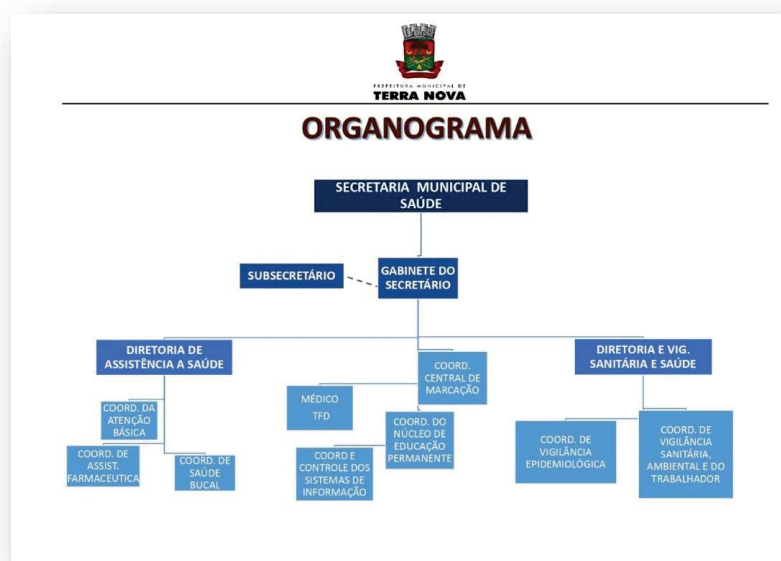 PREFEITURA MUNICIPAL DE
TERRA NOVA
ORGANOGRAMA
SECRETARIA MUNICIPAL DE
SAÚDE
SUBSECRETÁRIO
GABINETE DO
SECRETÁRIO
DIRETORIA DE
ASSISTÊNCIA A SAÚDE
COORD.
CENTRAL DE
MARCAÇÃO
DIRETORIA E VIG.
SANITÁRIA E SAÚDE
MÉDICO
TFD
COORD. DA
ATENÇÃO
BÁSICA
COORD. DO
NÚCLEO DE
EDUCAÇÃO
PERMANENTE
COORD. DE
ASSIST.
FARMACEUTICA
COORD. DE
SAÚDE
BUCAL
COORD E
CONTROLE DOS
SISTEMAS DE
INFORMAÇÃO
COORD. DE
VIGILÂNCIA
EPIDEMIOLÓGICA
COORD. DE
VIGILÂNCIA
SANITÁRIA,
AMBIENTAL E DO
TRABALHADOR